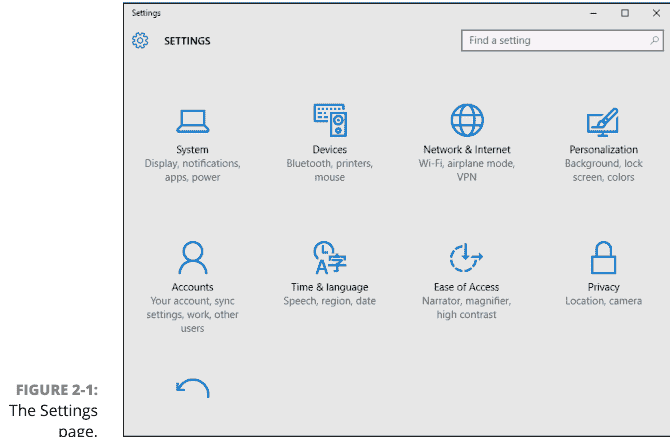 Settings
SETTINGS
Find a setting
System
Display, notifications,
apps, power
Devices
Bluetooth, printers,
mouse
Network & Internet
Wi-Fi, airplane mode,
VPN
Personalization
Background, lock
screen, colors
Accounts
Your account, sync
settings, work, other
users
Time & language
Speech, region, date
Ease of Access
Narrator, magnifier,
high contrast
Privacy
Location, camera
A字
FIGURE 2-1:
The Settings
page.